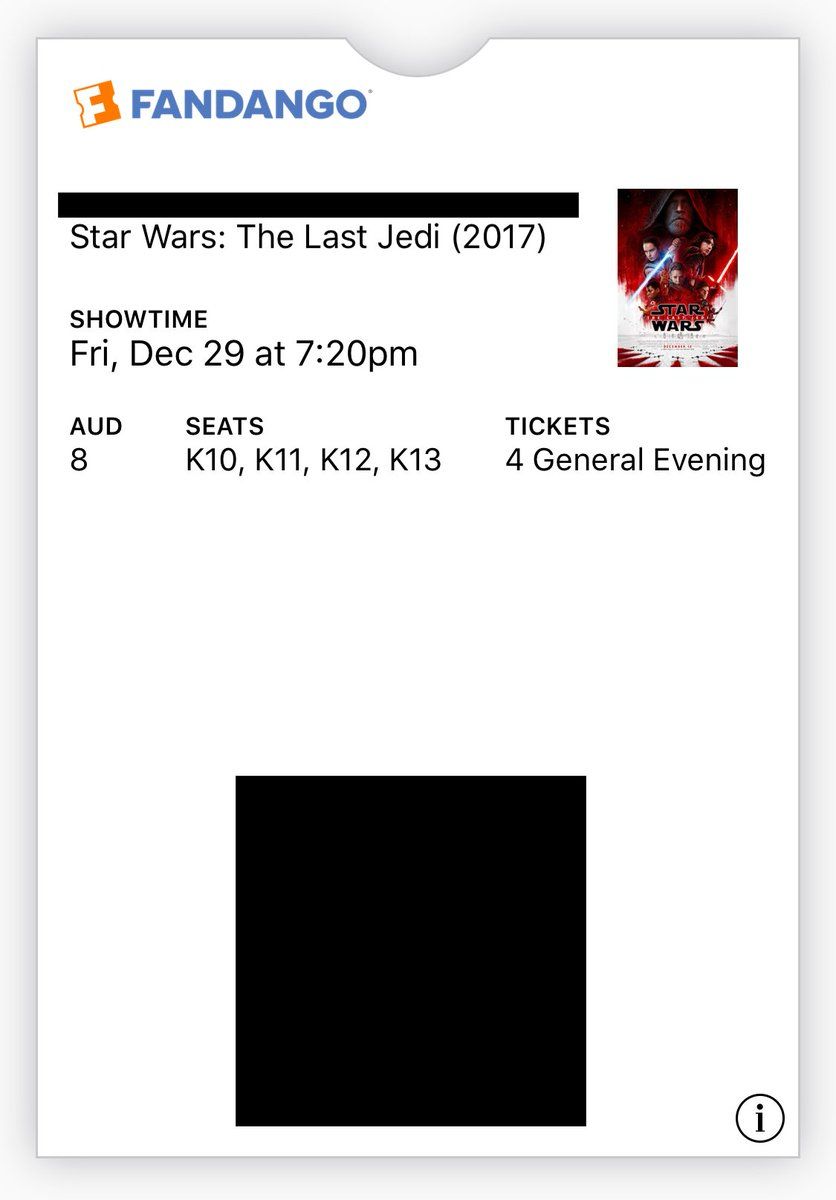 FANDANGO
Star Wars: The Last Jedi (2017)
SHOWTIME
Fri, Dec 29 at 7:20pm
STAR
WARS
AUD SEATS TICKETS
8 K10, K11, K12, K13 4 General Evening
i